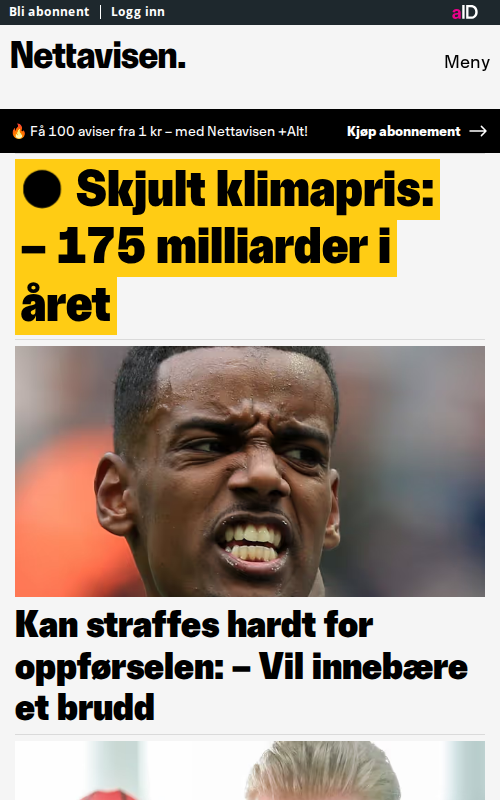 Bli abonnent Logg inn aID
Nettavisen.
Meny
🔥 Få 100 aviser fra 1 kr – med Nettavisen +Alt! Kjøp abonnement →
⚫ Skjult klimapris:
– 175 milliarder i
året
Kan straffes hardt for
oppførselen: – Vil innebære
et brudd